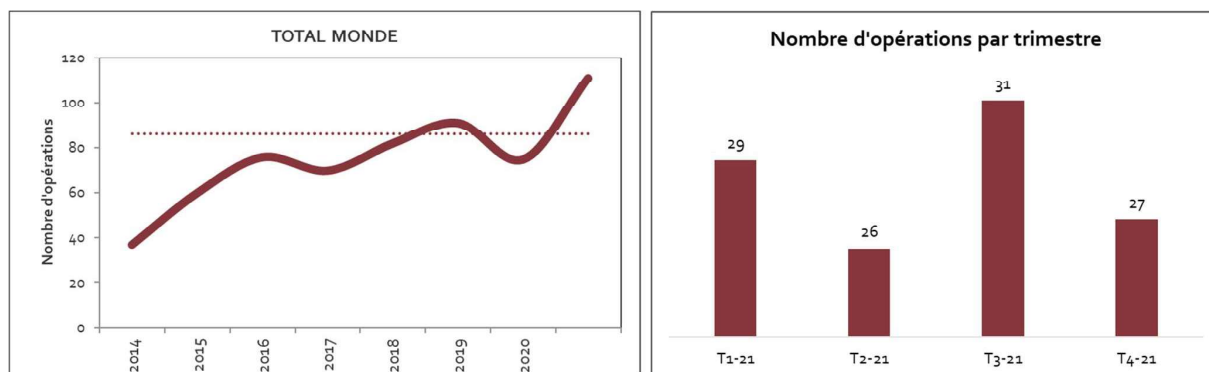 TOTAL MONDE
Nombre d'opérations
120
100
80
60
40
20
0
2014
2015
2016
2017
2018
2019
2020
Nombre d'opérations par trimestre
29
26
31
27
T1-21
T2-21
T3-21
T4-21